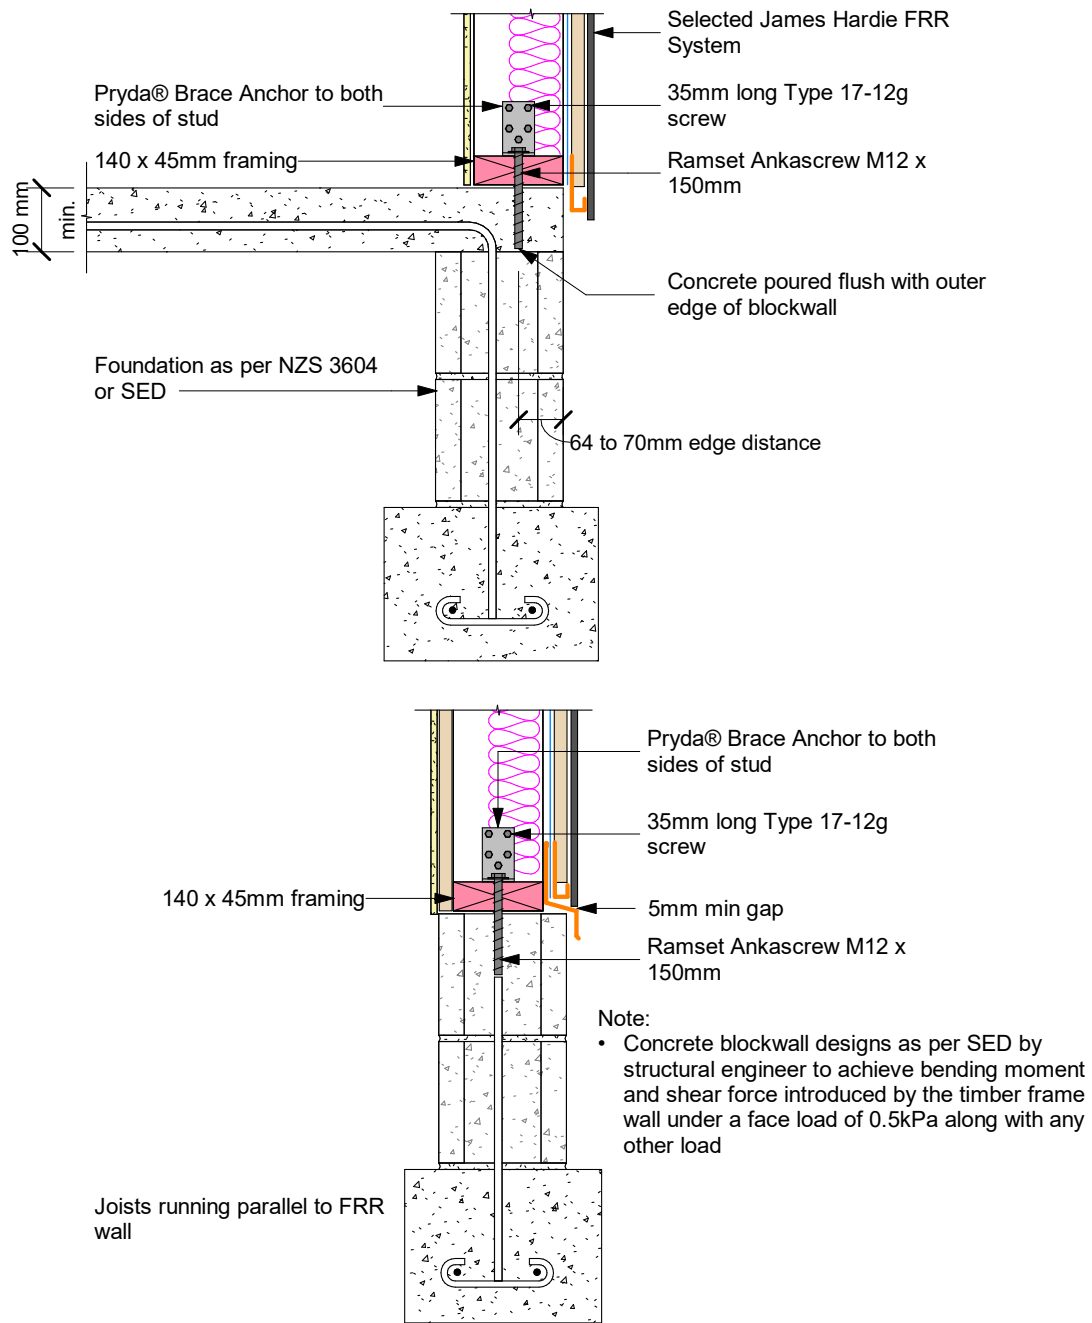 Selected James Hardie FRR
System
Pryda® Brace Anchor to both
sides of stud
35mm long Type 17-12g
screw
140 x 45mm framing
Ramset Ankascrew M12 x
150mm
100 mm
min.
Concrete poured flush with outer
edge of blockwall
Foundation as per NZS 3604
or SED
64 to 70mm edge distance
Pryda® Brace Anchor to both
sides of stud
35mm long Type 17-12g
screw
140 x 45mm framing
5mm min gap
Ramset Ankascrew M12 x
150mm
Note:
• Concrete blockwall designs as per SED by
structural engineer to achieve bending moment
and shear force introduced by the timber frame
wall under a face load of 0.5kPa along with any
other load
Joists running parallel to FRR
wall